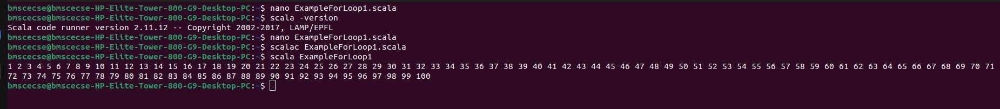 bmscecse@bmscecse-HP-Elite-Tower-800-G9-Desktop-PC:~$ nano ExampleForLoop1.scala
bmscecse@bmscecse-HP-Elite-Tower-800-G9-Desktop-PC:~$ scala -version
Scala code runner version 2.11.12 -- Copyright 2002-2017, LAMP/EPFL
bmscecse@bmscecse-HP-Elite-Tower-800-G9-Desktop-PC:~$ nano ExampleForLoop1.scala
bmscecse@bmscecse-HP-Elite-Tower-800-G9-Desktop-PC:~$ scalac ExampleForLoop1.scala
bmscecse@bmscecse-HP-Elite-Tower-800-G9-Desktop-PC:~$ scala ExampleForLoop1
1 2 3 4 5 6 7 8 9 10 11 12 13 14 15 16 17 18 19 20 21 22 23 24 25 26 27 28 29 30 31 32 33 34 35 36 37 38 39 40 41 42 43 44 45 46 47 48 49 50 51 52 53 54 55 56 57 58 59 60 61 62 63 64 65 66 67 68 69 70 71
72 73 74 75 76 77 78 79 80 81 82 83 84 85 86 87 88 89 90 91 92 93 94 95 96 97 98 99 100
bmscecse@bmscecse-HP-Elite-Tower-800-G9-Desktop-PC:~$